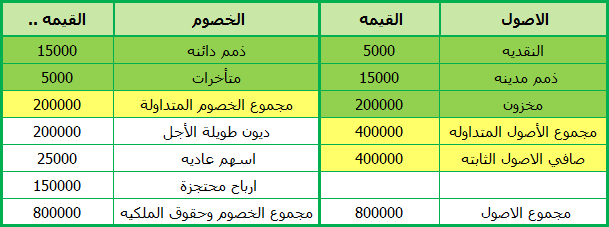 الاصول القيمه الخصوم القيمه ..
النقديه 5000 ذمم دائنه 15000
ذمم مدينه 15000 متأخرات 5000
مخزون 200000 مجموع الخصوم المتداولة 200000
مجموع الأصول المتداوله 400000 ديون طويلة الأجل 200000
صافي الاصول الثابته 400000 اسهم عاديه 25000
ارباح محتجزة 150000
مجموع الاصول 800000 مجموع الخصوم وحقوق الملكيه 800000